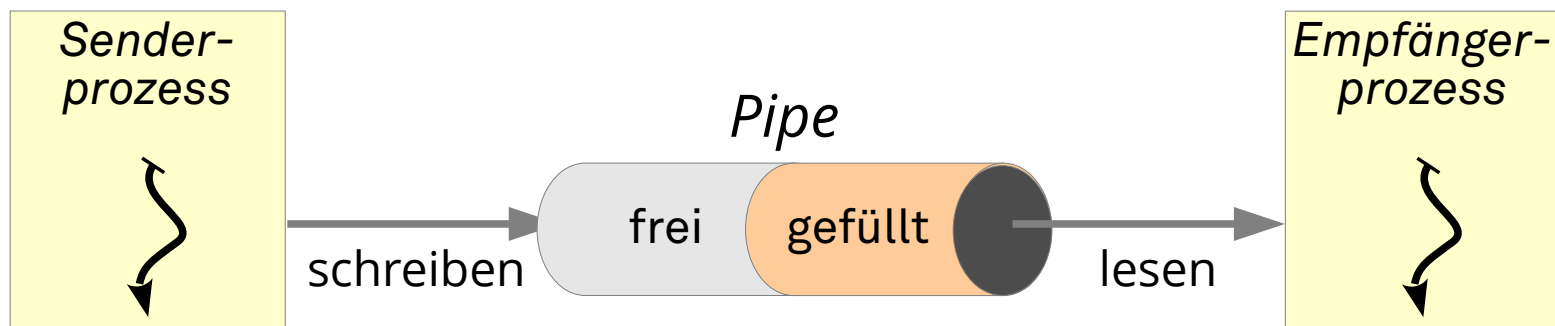 Sender-
prozess
Pipe
frei
gefüllt
schreiben
lesen
Empfänger-
prozess